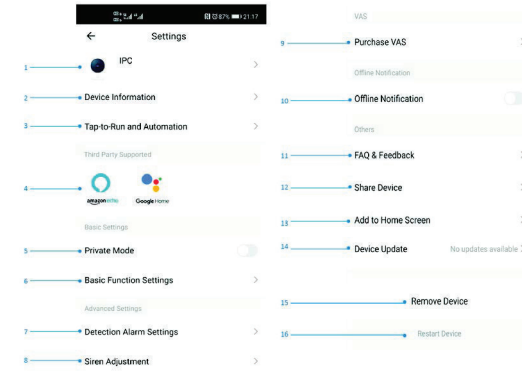 87% 21:17
Settings
1 IPC
2 Device Information
3 Tap-to-Run and Automation
Third Party Supported
4
amazon echo Google Home
Basic Settings
5 Private Mode
6 Basic Function Settings
Advanced Settings
7 Detection Alarm Settings
8 Siren Adjustment
VAS
9 Purchase VAS
Offline Notification
10 Offline Notification
Others
11 FAQ & Feedback
12 Share Device
13 Add to Home Screen
14 Device Update No updates available
15 Remove Device
16 Restart Device